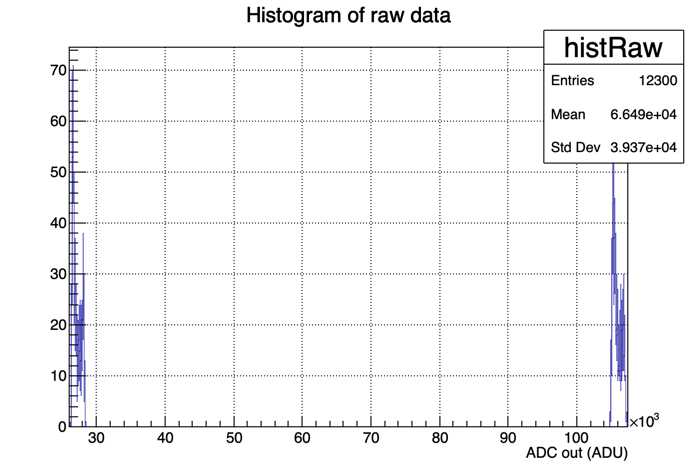 Histogram of raw data
histRaw
Entries 12300
Mean 6.649e+04
Std Dev 3.937e+04
70
60
50
40
30
20
10
0
30 40 50 60 70 80 90 100
×10³
ADC out (ADU)